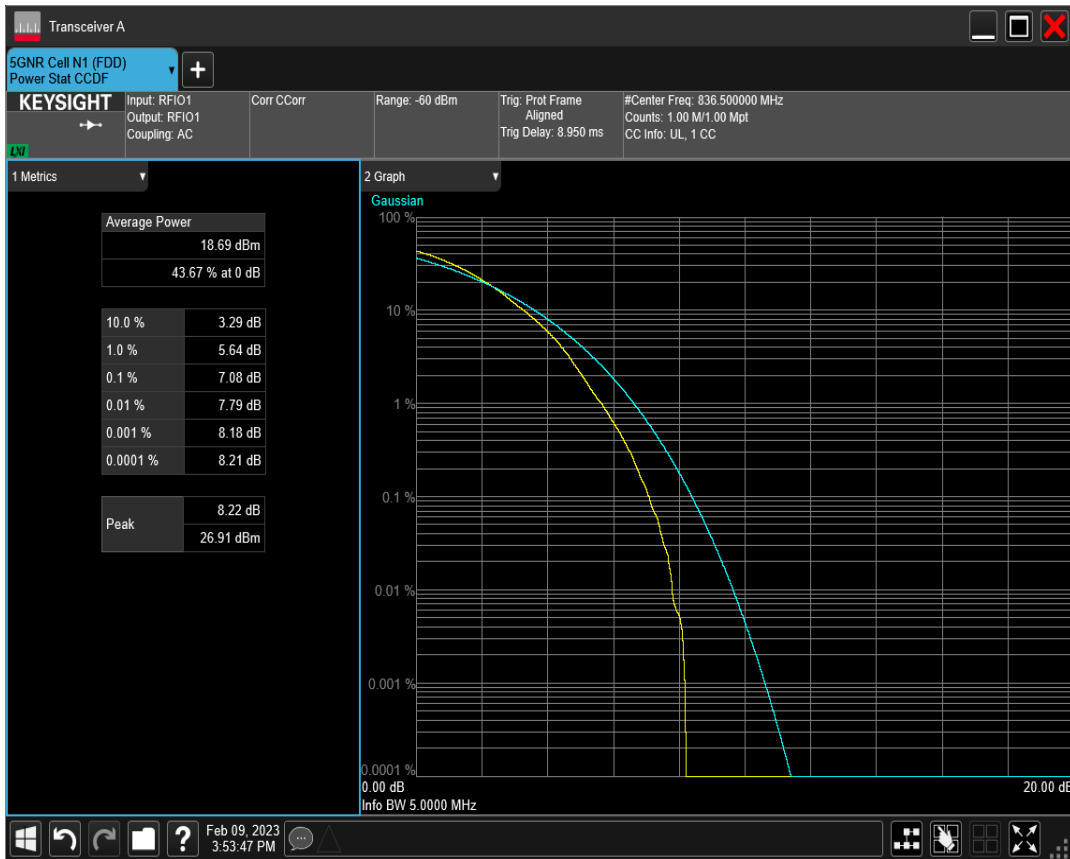 Transceiver A
5GNR Cell N1 (FDD)
Power Stat CCDF
+
KEYSIGHT
LXI
Input: RFIO1
Output: RFIO1
Coupling: AC
Corr CCorr
Range: -60 dBm
Trig: Prot Frame
Aligned
Trig Delay: 8.950 ms
#Center Freq: 836.500000 MHz
Counts: 1.00 M/1.00 Mpt
CC Info: UL, 1 CC
1 Metrics
Average Power
18.69 dBm
43.67 % at 0 dB
10.0 % 3.29 dB
1.0 % 5.64 dB
0.1 % 7.08 dB
0.01 % 7.79 dB
0.001 % 8.18 dB
0.0001 % 8.21 dB
Peak
8.22 dB
26.91 dBm
2 Graph
Gaussian
100 %
10 %
1 %
0.1 %
0.01 %
0.001 %
0.0001 %
0.00 dB 20.00 dB
Info BW 5.0000 MHz
?
Feb 09, 2023
3:53:47 PM